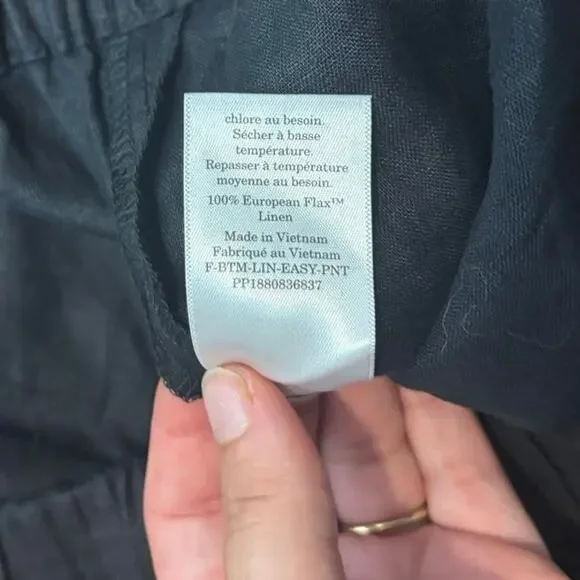 chlore au besoin.
Sécher à basse
température.
Repasser à température
moyenne au besoin.
100% European Flax™
Linen
Made in Vietnam
Fabriqué au Vietnam
F-BTM-LIN-EASY-PNT
PP1880836837